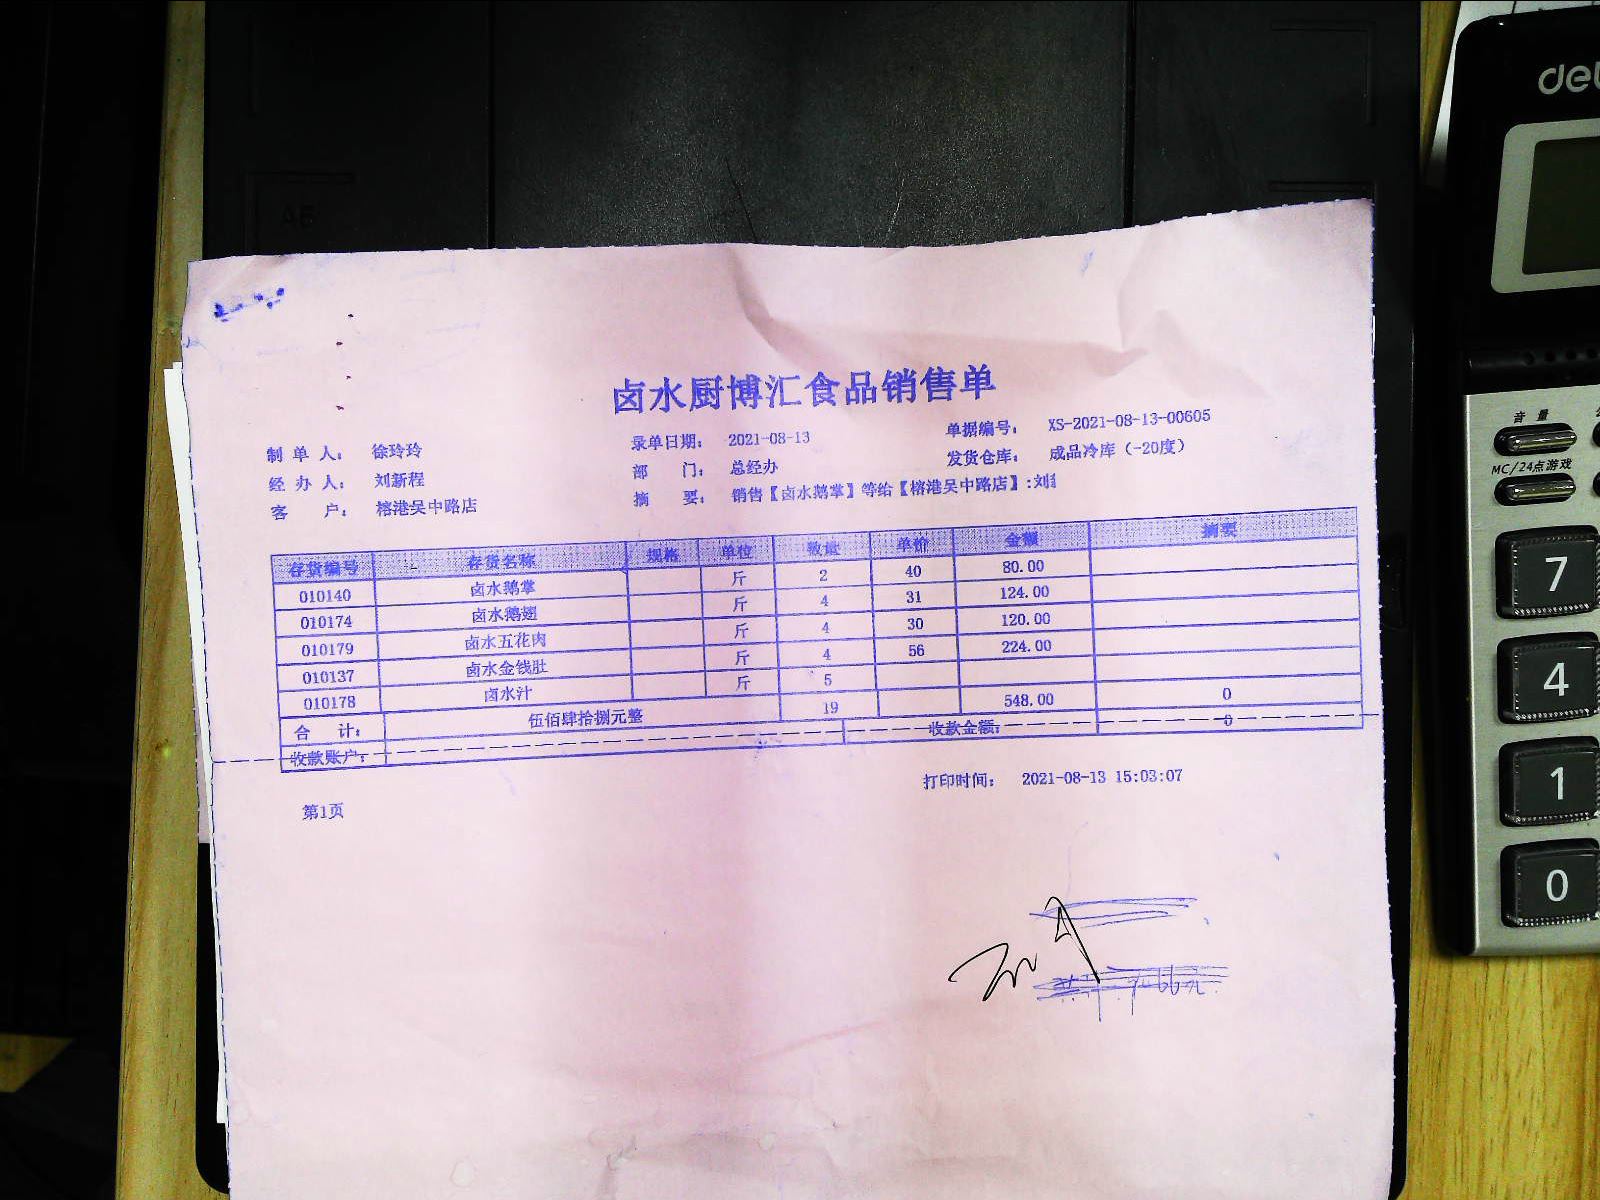 卤水厨博汇食品销售单
制单人： 徐玲玲 录单日期： 2021-08-13 单据编号： XS-2021-08-13-00605
经办人： 刘新程 部 门： 总经办 发货仓库： 成品冷库（-20度）
客 户： 榕港吴中路店 摘 要： 销售【卤水鹅掌】等给【榕港吴中路店】:刘
存货编号 存货名称 规格 单位 数量 单价 金额 摘要
010140 卤水鹅掌 斤 2 40 80.00
010174 卤水鹅翅 斤 4 31 124.00
010179 卤水五花肉 斤 4 30 120.00
010137 卤水金钱肚 斤 4 56 224.00
010178 卤水汁 斤 5
合 计： 伍佰肆拾捌元整 19 548.00 0
收款账户： 收款金额： 0
打印时间： 2021-08-13 15:03:07
第1页
deli
音量
MC/24点游戏
7
4
1
0
A5